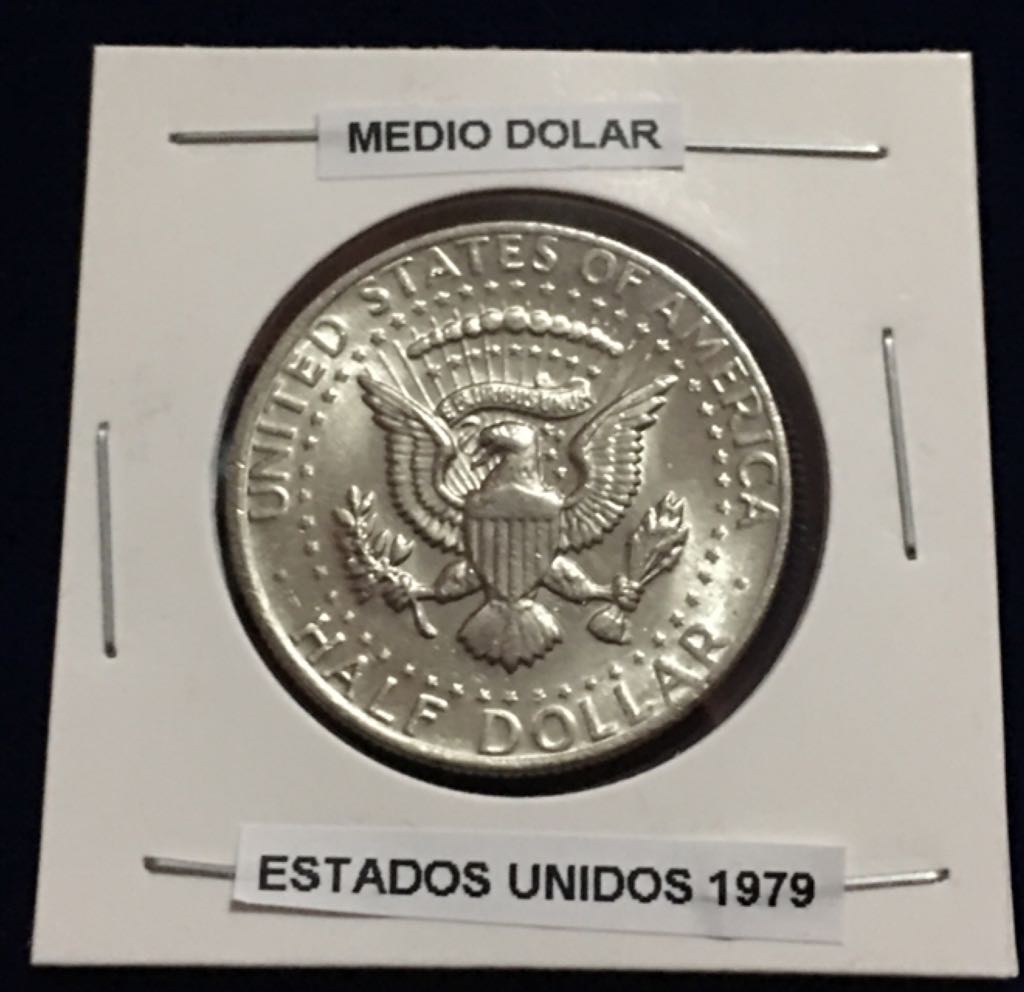 MEDIO DOLAR
UNITED STATES OF AMERICA
HALF DOLLAR
ESTADOS UNIDOS 1979